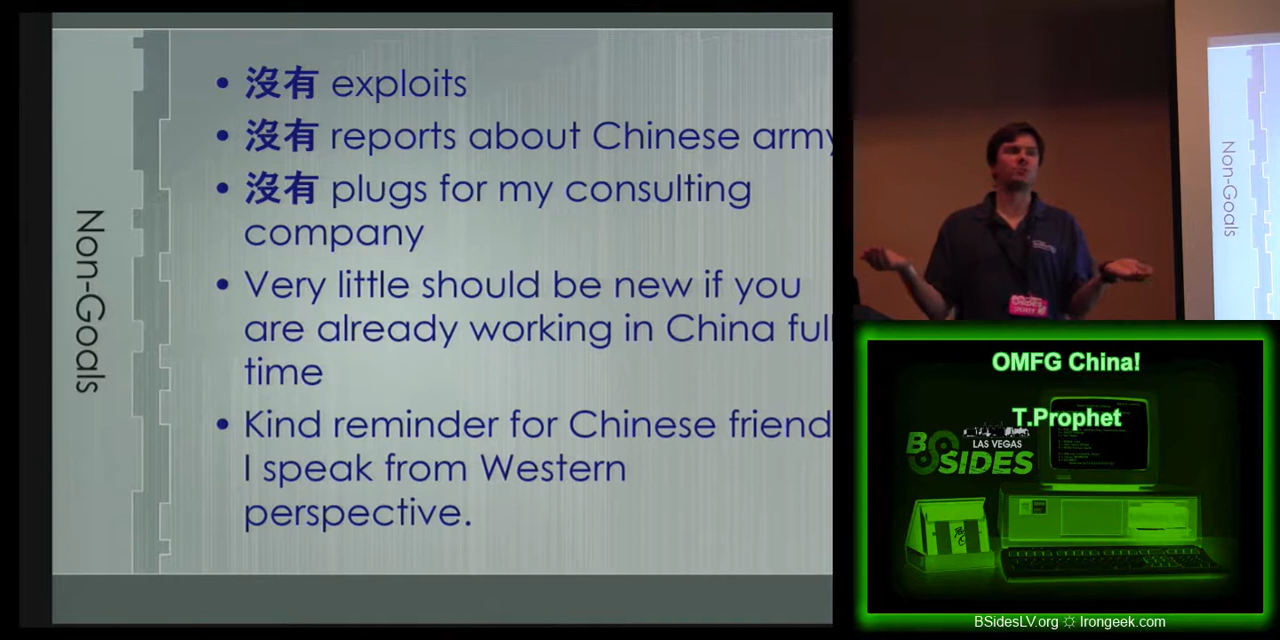 Non-Goals
• 沒有 exploits
• 沒有 reports about Chinese army
• 沒有 plugs for my consulting
company
• Very little should be new if you
are already working in China full
time
• Kind reminder for Chinese friend
I speak from Western
perspective.
Non-Goals
OMFG China!
T.Prophet
BSIDES
LAS VEGAS
BSidesLV.org ☼ Irongeek.com